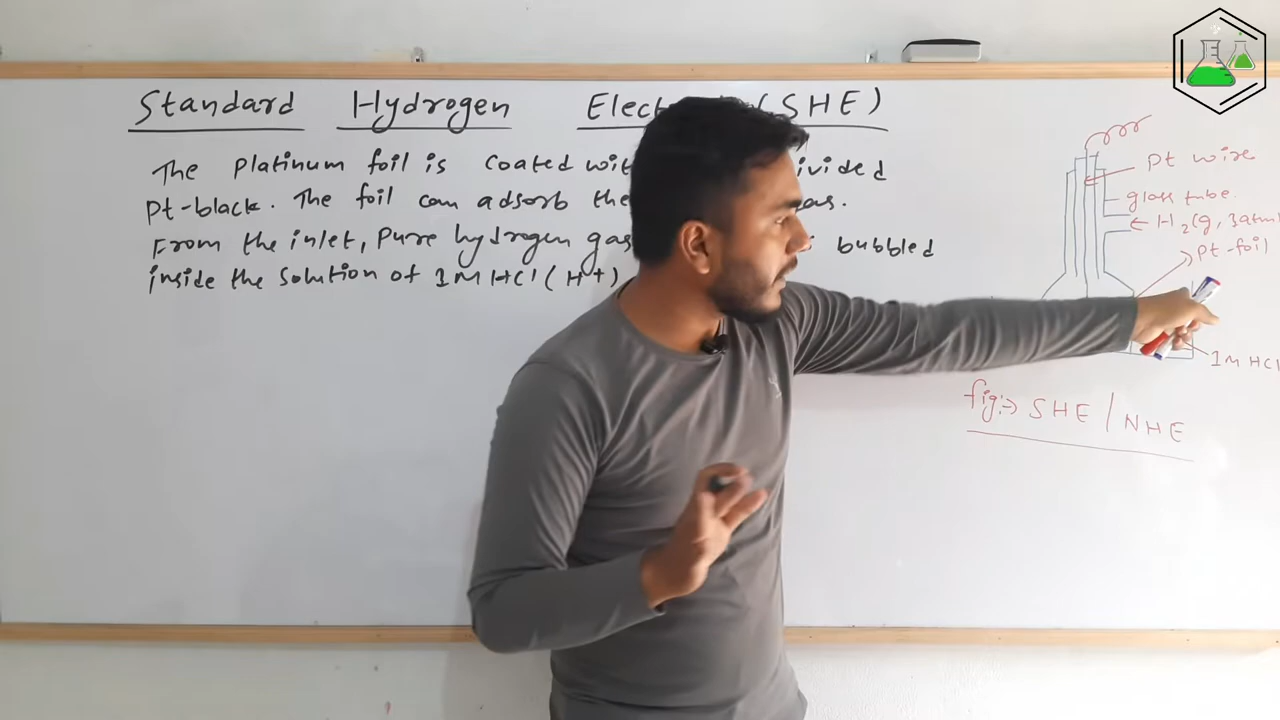 Standard Hydrogen Elect (SHE)
The platinum foil is coated wit ivided
Pt-black. The foil can adsorb the gas.
From the inlet, Pure hydrogen gas bubbled
inside the solution of 1M HCl (H+)
Pt wire
glass tube.
← H2(g, 1atm
Pt-foil
1M HCl
fig:→ SHE / NHE